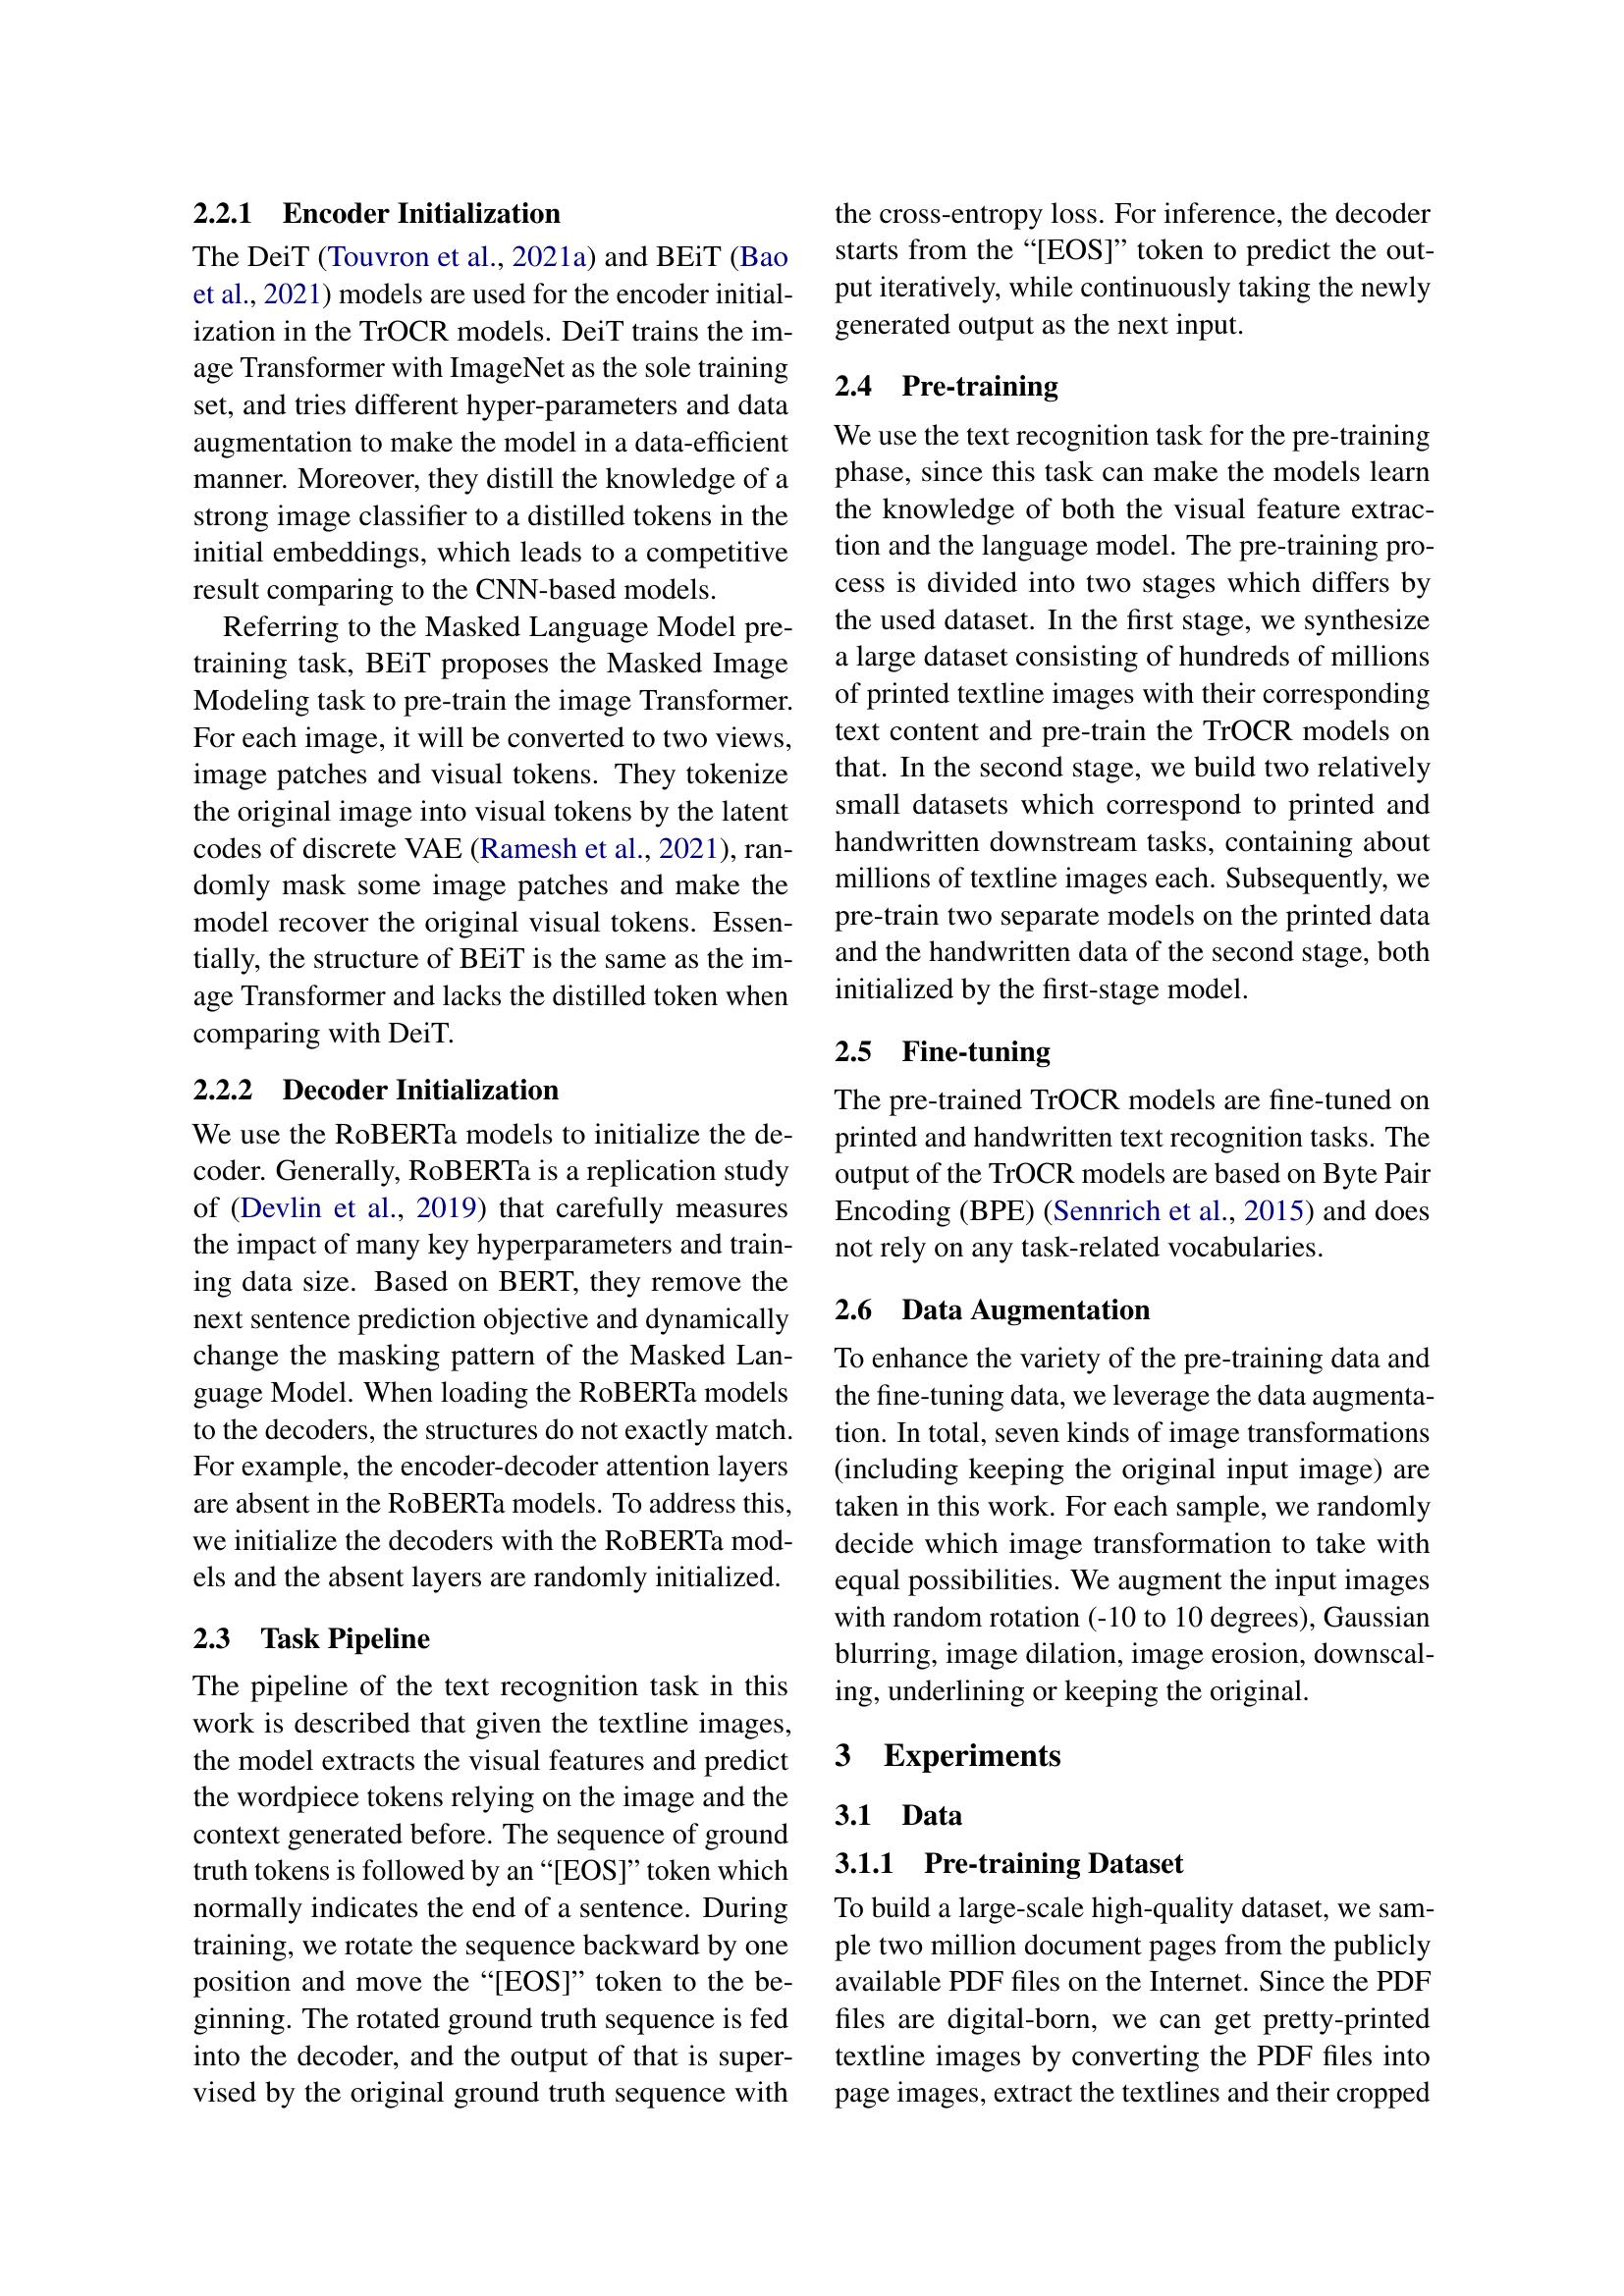 2.2.1 Encoder Initialization
The DeiT (Touvron et al., 2021a) and BEiT (Bao
et al., 2021) models are used for the encoder initial-
ization in the TrOCR models. DeiT trains the im-
age Transformer with ImageNet as the sole training
set, and tries different hyper-parameters and data
augmentation to make the model in a data-efficient
manner. Moreover, they distill the knowledge of a
strong image classifier to a distilled tokens in the
initial embeddings, which leads to a competitive
result comparing to the CNN-based models.
Referring to the Masked Language Model pre-
training task, BEiT proposes the Masked Image
Modeling task to pre-train the image Transformer.
For each image, it will be converted to two views,
image patches and visual tokens. They tokenize
the original image into visual tokens by the latent
codes of discrete VAE (Ramesh et al., 2021), ran-
domly mask some image patches and make the
model recover the original visual tokens. Essen-
tially, the structure of BEiT is the same as the im-
age Transformer and lacks the distilled token when
comparing with DeiT.
2.2.2 Decoder Initialization
We use the RoBERTa models to initialize the de-
coder. Generally, RoBERTa is a replication study
of (Devlin et al., 2019) that carefully measures
the impact of many key hyperparameters and train-
ing data size. Based on BERT, they remove the
next sentence prediction objective and dynamically
change the masking pattern of the Masked Lan-
guage Model. When loading the RoBERTa models
to the decoders, the structures do not exactly match.
For example, the encoder-decoder attention layers
are absent in the RoBERTa models. To address this,
we initialize the decoders with the RoBERTa mod-
els and the absent layers are randomly initialized.
2.3 Task Pipeline
The pipeline of the text recognition task in this
work is described that given the textline images,
the model extracts the visual features and predict
the wordpiece tokens relying on the image and the
context generated before. The sequence of ground
truth tokens is followed by an “[EOS]” token which
normally indicates the end of a sentence. During
training, we rotate the sequence backward by one
position and move the “[EOS]” token to the be-
ginning. The rotated ground truth sequence is fed
into the decoder, and the output of that is super-
vised by the original ground truth sequence with
the cross-entropy loss. For inference, the decoder
starts from the “[EOS]” token to predict the out-
put iteratively, while continuously taking the newly
generated output as the next input.
2.4 Pre-training
We use the text recognition task for the pre-training
phase, since this task can make the models learn
the knowledge of both the visual feature extrac-
tion and the language model. The pre-training pro-
cess is divided into two stages which differs by
the used dataset. In the first stage, we synthesize
a large dataset consisting of hundreds of millions
of printed textline images with their corresponding
text content and pre-train the TrOCR models on
that. In the second stage, we build two relatively
small datasets which correspond to printed and
handwritten downstream tasks, containing about
millions of textline images each. Subsequently, we
pre-train two separate models on the printed data
and the handwritten data of the second stage, both
initialized by the first-stage model.
2.5 Fine-tuning
The pre-trained TrOCR models are fine-tuned on
printed and handwritten text recognition tasks. The
output of the TrOCR models are based on Byte Pair
Encoding (BPE) (Sennrich et al., 2015) and does
not rely on any task-related vocabularies.
2.6 Data Augmentation
To enhance the variety of the pre-training data and
the fine-tuning data, we leverage the data augmenta-
tion. In total, seven kinds of image transformations
(including keeping the original input image) are
taken in this work. For each sample, we randomly
decide which image transformation to take with
equal possibilities. We augment the input images
with random rotation (-10 to 10 degrees), Gaussian
blurring, image dilation, image erosion, downscal-
ing, underlining or keeping the original.
3 Experiments
3.1 Data
3.1.1 Pre-training Dataset
To build a large-scale high-quality dataset, we sam-
ple two million document pages from the publicly
available PDF files on the Internet. Since the PDF
files are digital-born, we can get pretty-printed
textline images by converting the PDF files into
page images, extract the textlines and their cropped